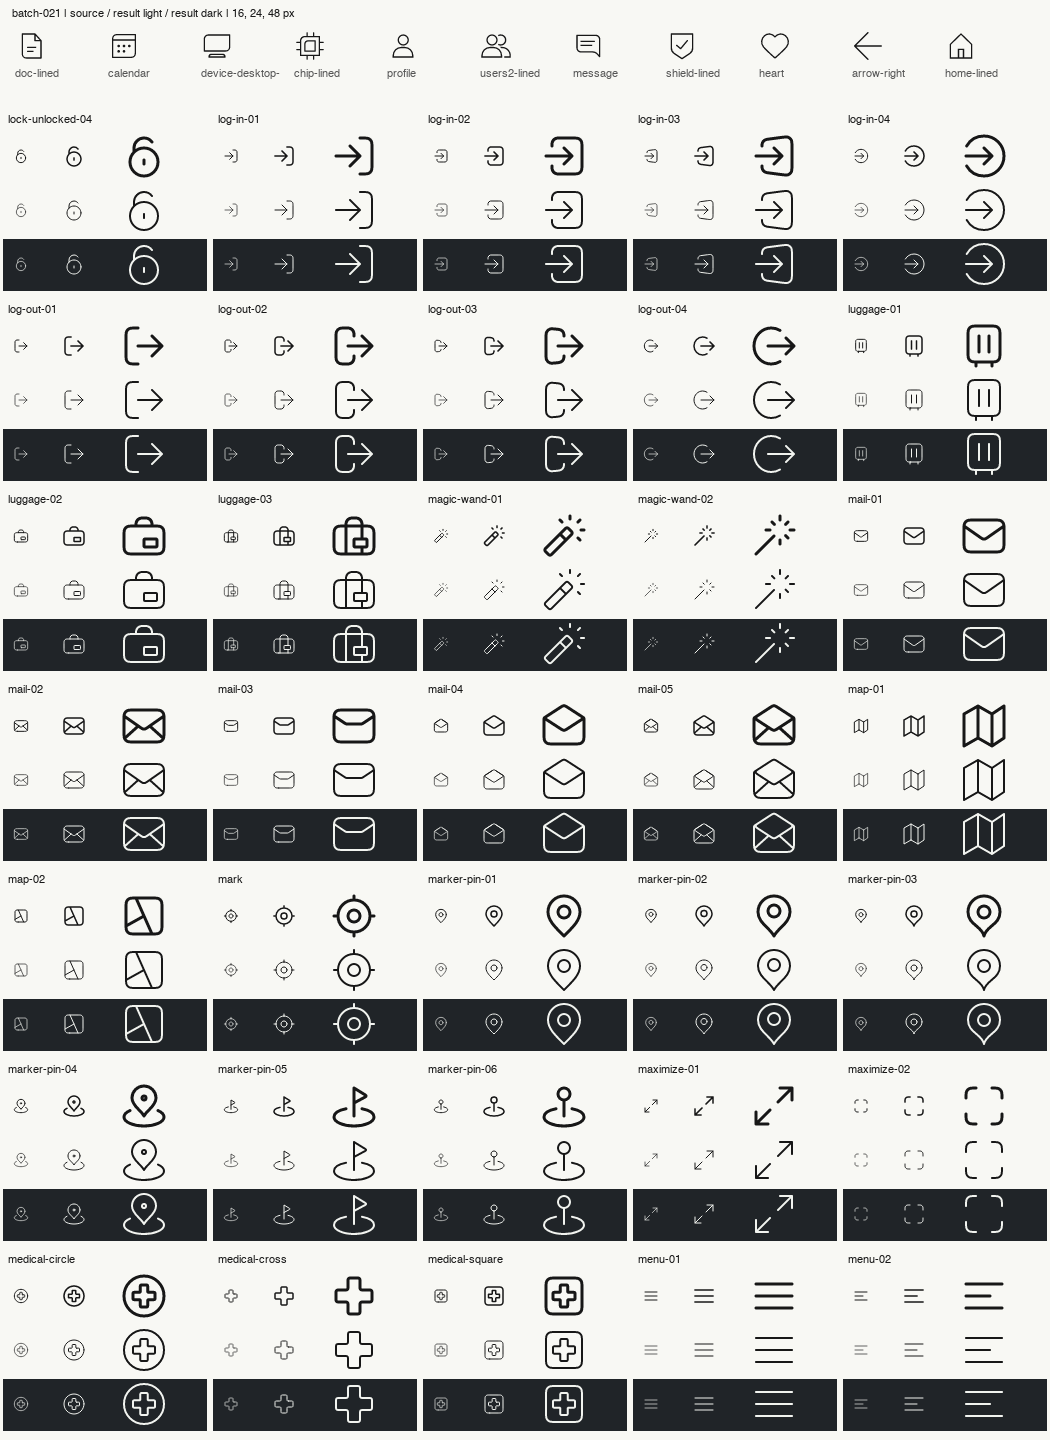 batch-021 | source / result light / result dark | 16, 24, 48 px
doc-lined calendar device-desktop- chip-lined profile users2-lined message shield-lined heart arrow-right home-lined
lock-unlocked-04 log-in-01 log-in-02 log-in-03 log-in-04
log-out-01 log-out-02 log-out-03 log-out-04 luggage-01
luggage-02 luggage-03 magic-wand-01 magic-wand-02 mail-01
mail-02 mail-03 mail-04 mail-05 map-01
map-02 mark marker-pin-01 marker-pin-02 marker-pin-03
marker-pin-04 marker-pin-05 marker-pin-06 maximize-01 maximize-02
medical-circle medical-cross medical-square menu-01 menu-02